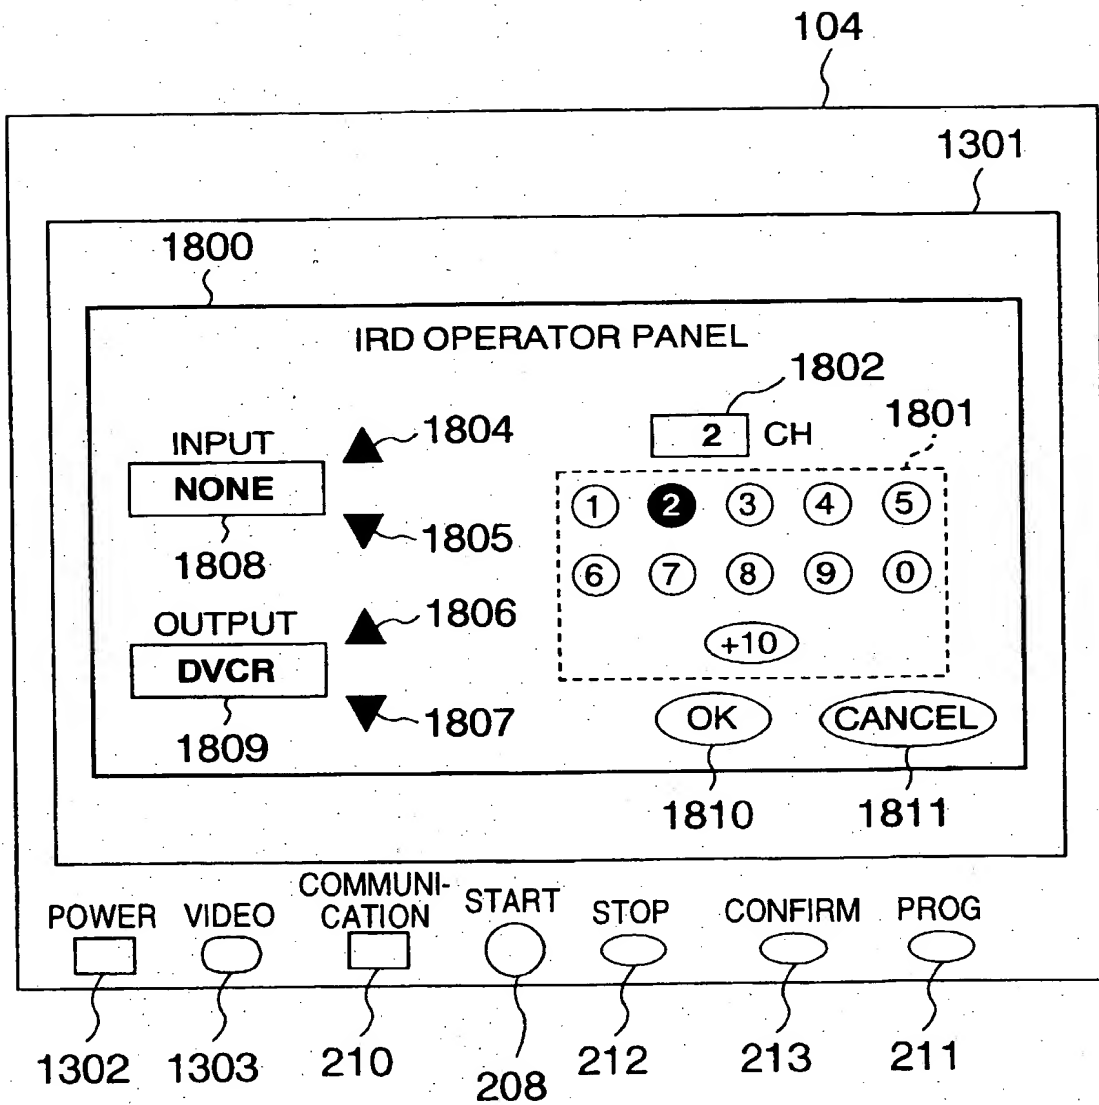 104
1301
1800
IRD OPERATOR PANEL
1802
1804
1801
INPUT
2 CH
NONE
1 2 3 4 5
1805
1808
6 7 8 9 0
OUTPUT
1806
+10
DVCR
1807
OK CANCEL
1809
1810 1811
POWER VIDEO COMMUNI-
CATION START STOP CONFIRM PROG
1302 1303 210 208 212 213 211